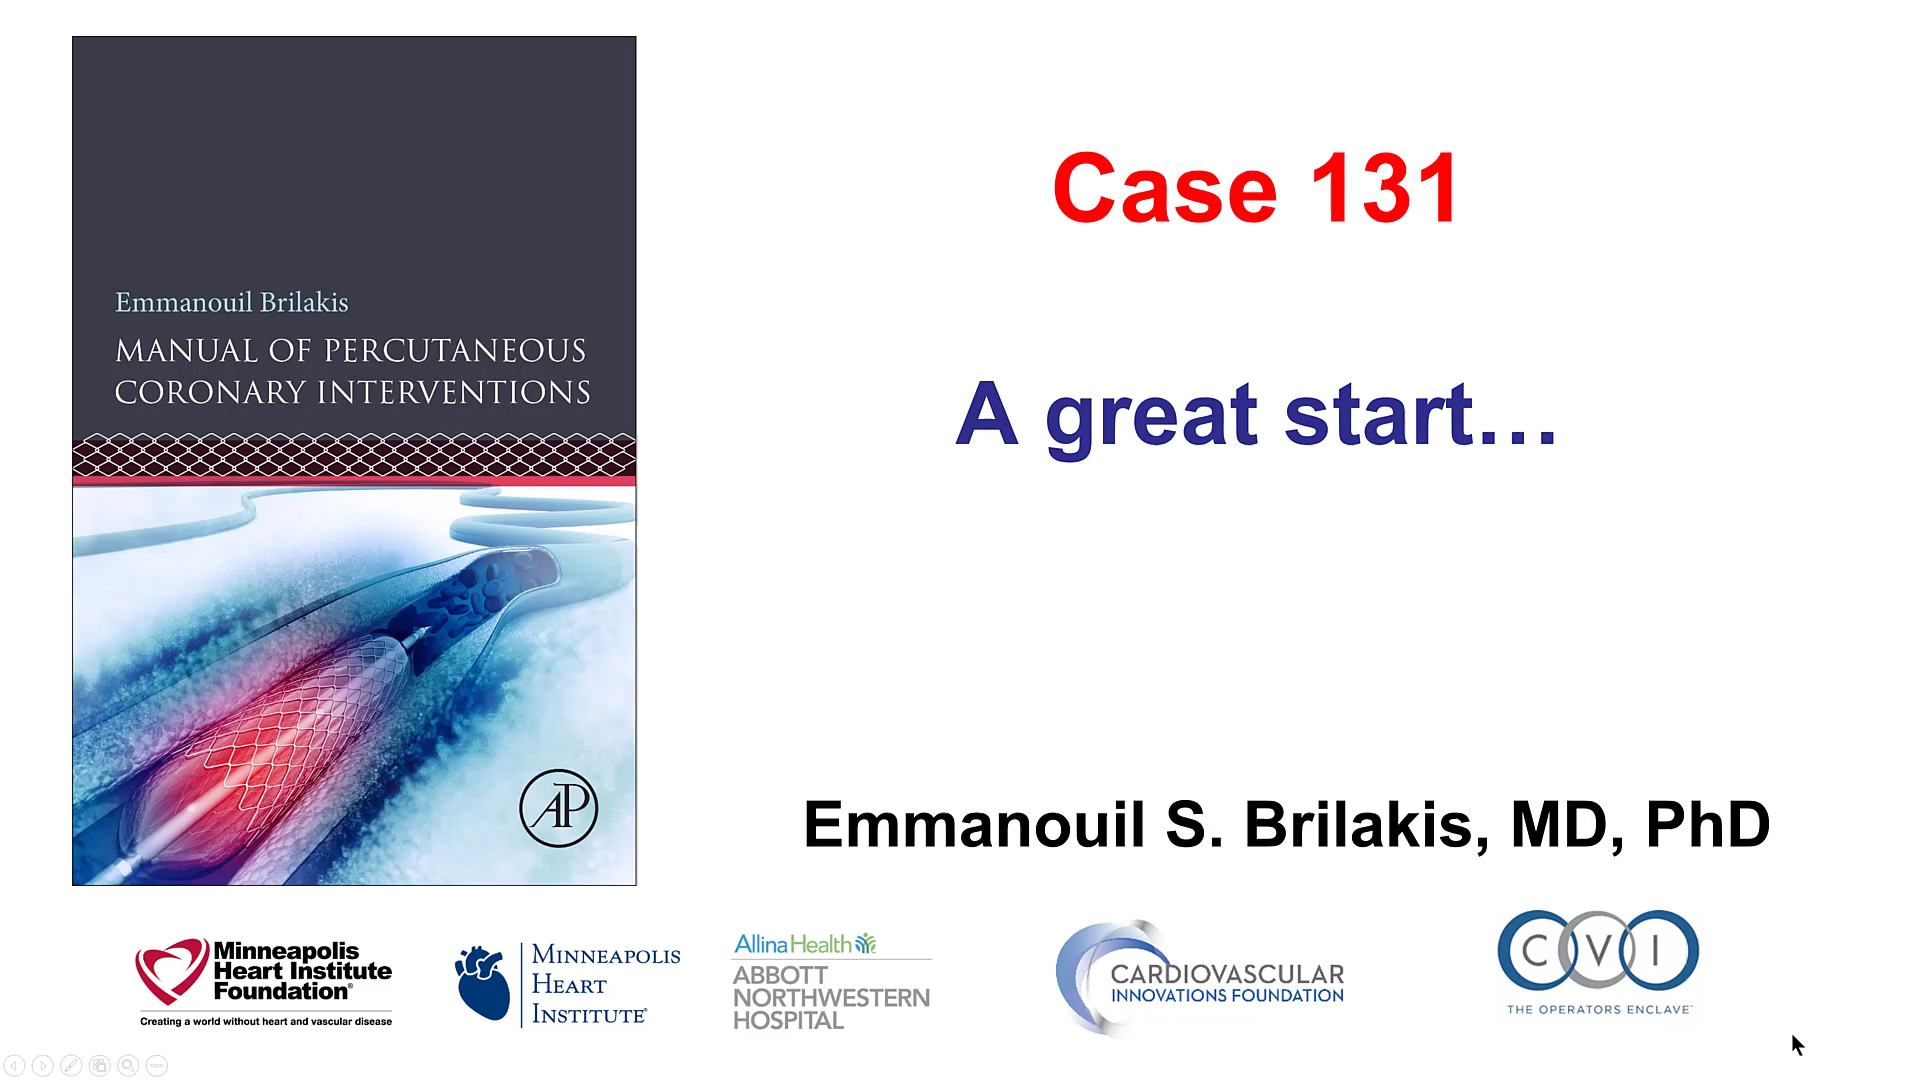 Emmanouil Brilakis
MANUAL OF PERCUTANEOUS
CORONARY INTERVENTIONS
AP
Case 131
A great start…
Emmanouil S. Brilakis, MD, PhD
Minneapolis
Heart Institute
Foundation®
Creating a world without heart and vascular disease
MINNEAPOLIS
HEART
INSTITUTE®
Allina Health
ABBOTT
NORTHWESTERN
HOSPITAL
CARDIOVASCULAR
INNOVATIONS FOUNDATION
CVI
THE OPERATORS ENCLAVE™